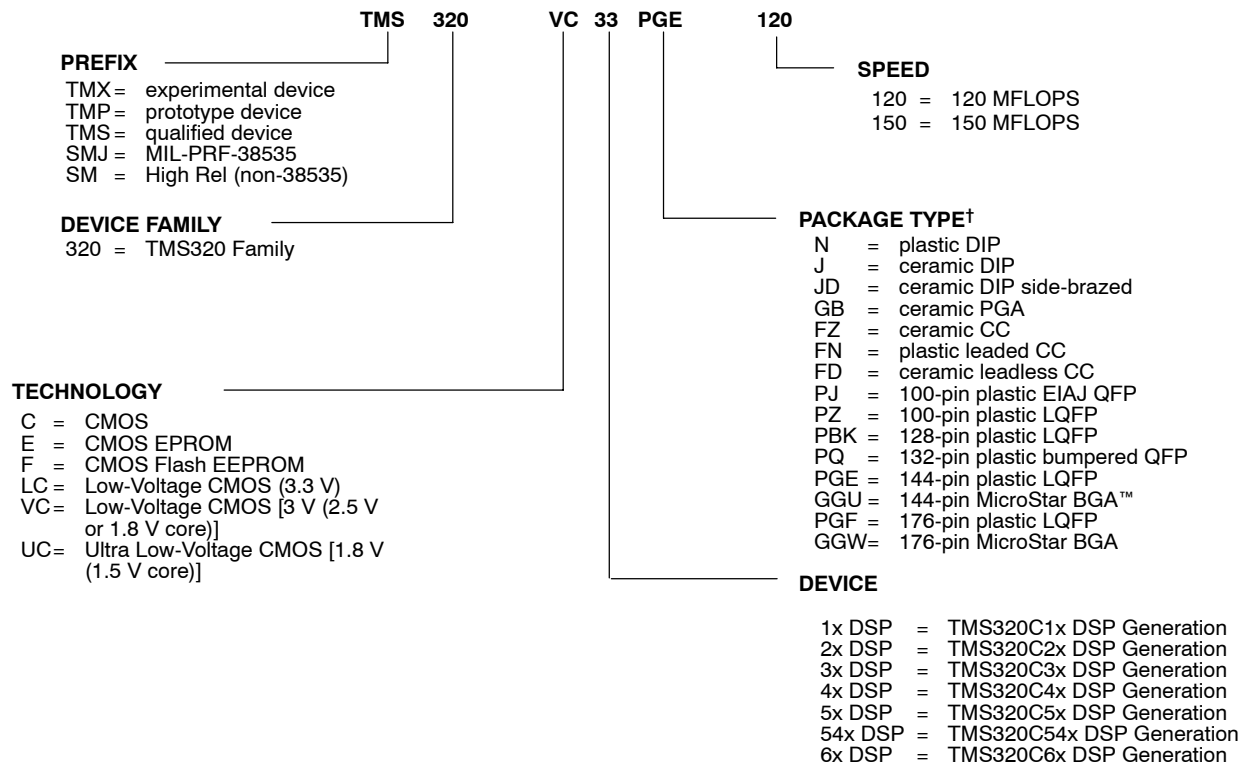 TMS 320 VC 33 PGE 120
PREFIX
TMX = experimental device
TMP = prototype device
TMS = qualified device
SMJ = MIL-PRF-38535
SM = High Rel (non-38535)
SPEED
120 = 120 MFLOPS
150 = 150 MFLOPS
DEVICE FAMILY
320 = TMS320 Family
PACKAGE TYPE†
N = plastic DIP
J = ceramic DIP
JD = ceramic DIP side-brazed
GB = ceramic PGA
FZ = ceramic CC
FN = plastic leaded CC
FD = ceramic leadless CC
PJ = 100-pin plastic EIAJ QFP
PZ = 100-pin plastic LQFP
PBK = 128-pin plastic LQFP
PQ = 132-pin plastic bumpered QFP
PGE = 144-pin plastic LQFP
GGU = 144-pin MicroStar BGA™
PGF = 176-pin plastic LQFP
GGW= 176-pin MicroStar BGA
TECHNOLOGY
C = CMOS
E = CMOS EPROM
F = CMOS Flash EEPROM
LC = Low-Voltage CMOS (3.3 V)
VC= Low-Voltage CMOS [3 V (2.5 V
or 1.8 V core)]
UC= Ultra Low-Voltage CMOS [1.8 V
(1.5 V core)]
DEVICE
1x DSP = TMS320C1x DSP Generation
2x DSP = TMS320C2x DSP Generation
3x DSP = TMS320C3x DSP Generation
4x DSP = TMS320C4x DSP Generation
5x DSP = TMS320C5x DSP Generation
54x DSP = TMS320C54x DSP Generation
6x DSP = TMS320C6x DSP Generation